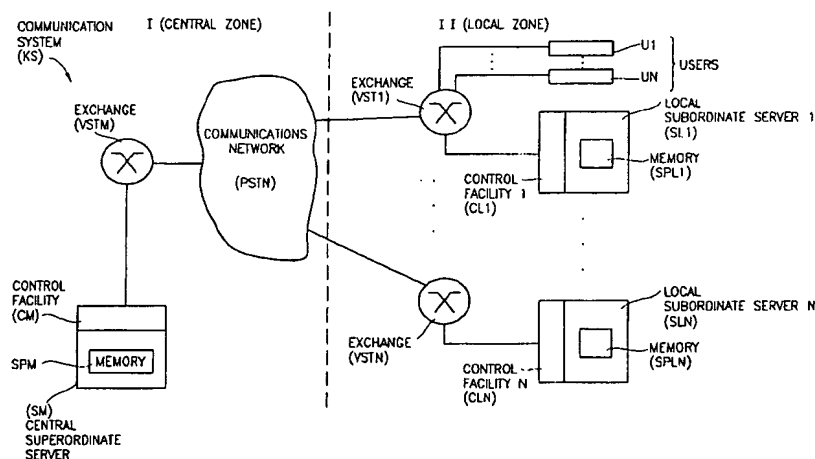 COMMUNICATION
SYSTEM
(KS)
I (CENTRAL ZONE)
II (LOCAL ZONE)
EXCHANGE
(VSTM)
COMMUNICATIONS
NETWORK
(PSTN)
CONTROL
FACILITY
(CM)
SPM
MEMORY
(SM)
CENTRAL
SUPERORDINATE
SERVER
EXCHANGE
(VST1)
U1
UN
USERS
LOCAL
SUBORDINATE SERVER 1
(SL1)
MEMORY
(SPL1)
CONTROL
FACILITY 1
(CL1)
EXCHANGE
(VSTN)
LOCAL
SUBORDINATE SERVER N
(SLN)
MEMORY
(SPLN)
CONTROL
FACILITY N
(CLN)